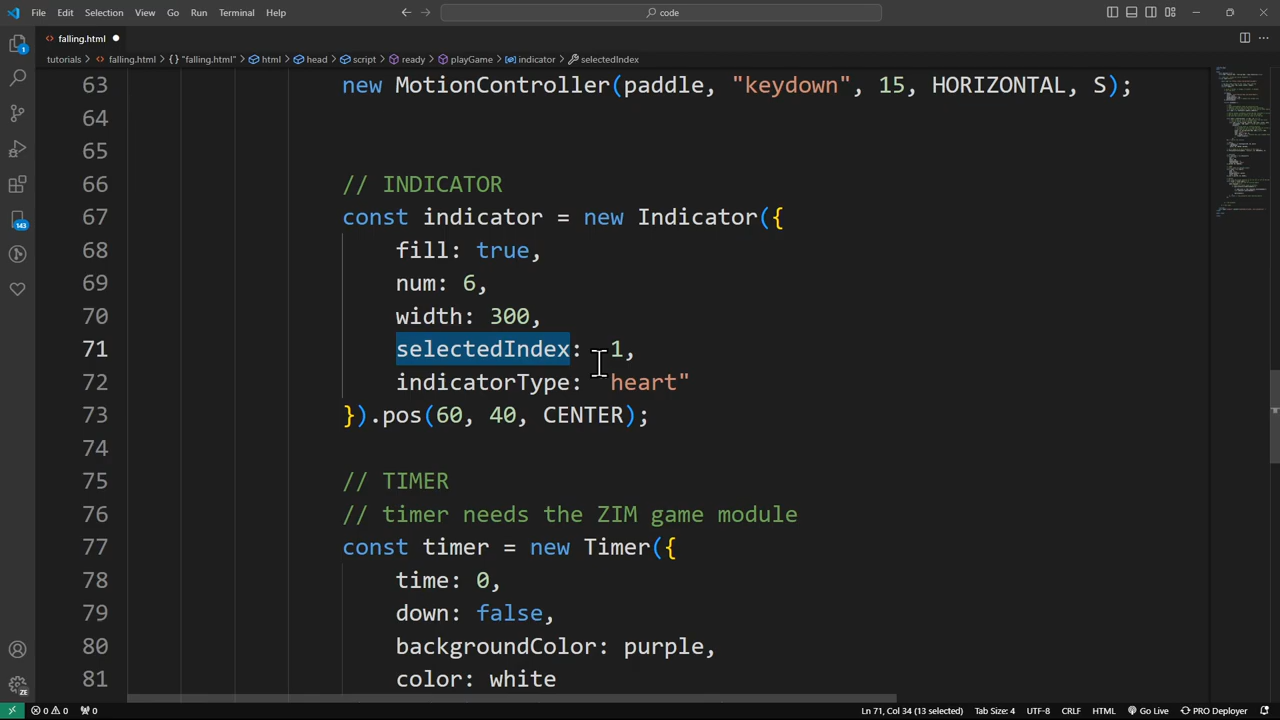 File Edit Selection View Go Run Terminal Help
code
falling.html
tutorials > falling.html > {} "falling.html" > html > head > script > ready > playGame > indicator > selectedIndex
63 new MotionController(paddle, "keydown", 15, HORIZONTAL, S);
64
65
66 // INDICATOR
67 const indicator = new Indicator({
68 fill: true,
69 num: 6,
70 width: 300,
71 selectedIndex: 1,
72 indicatorType: "heart"
73 }).pos(60, 40, CENTER);
74
75 // TIMER
76 // timer needs the ZIM game module
77 const timer = new Timer({
78 time: 0,
79 down: false,
80 backgroundColor: purple,
81 color: white
1
143
ZE
0 0 0 Ln 71, Col 34 (13 selected) Tab Size: 4 UTF-8 CRLF HTML Go Live PRO Deployer